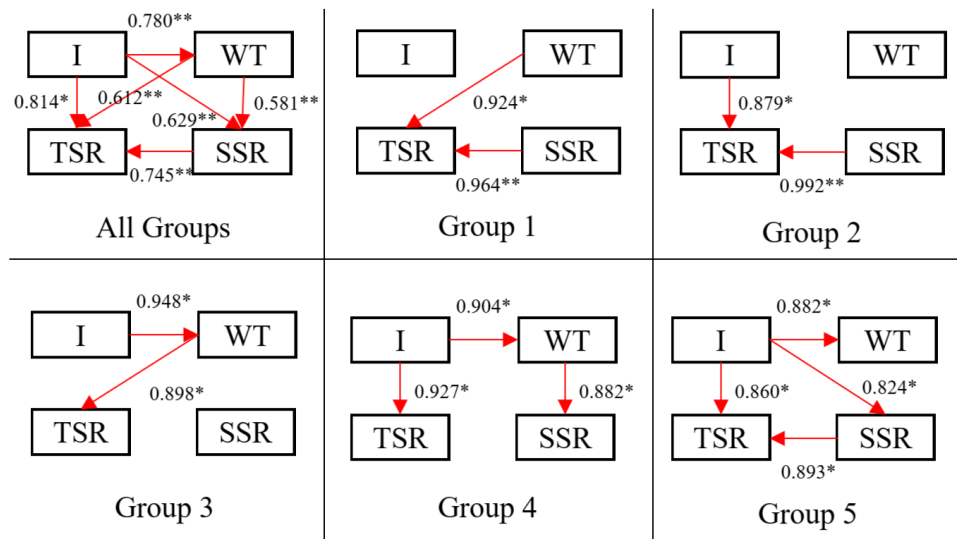 0.780**
I
WT
0.814*
0.612**
0.581**
0.629**
TSR
SSR
0.745**
All Groups
I
WT
0.924*
TSR
SSR
0.964**
Group 1
I
WT
0.879*
TSR
SSR
0.992**
Group 2
0.948*
I
WT
0.898*
TSR
SSR
Group 3
0.904*
I
WT
0.927*
0.882*
TSR
SSR
Group 4
0.882*
I
WT
0.860*
0.824*
TSR
SSR
0.893*
Group 5